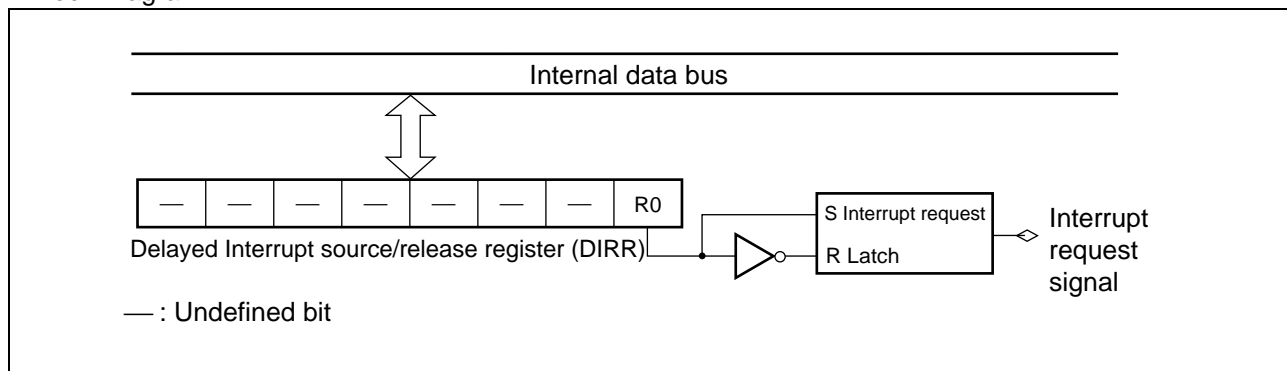 Internal data bus
— — — — — — — R0
S Interrupt request
R Latch
Interrupt
request
signal
Delayed Interrupt source/release register (DIRR)
— : Undefined bit